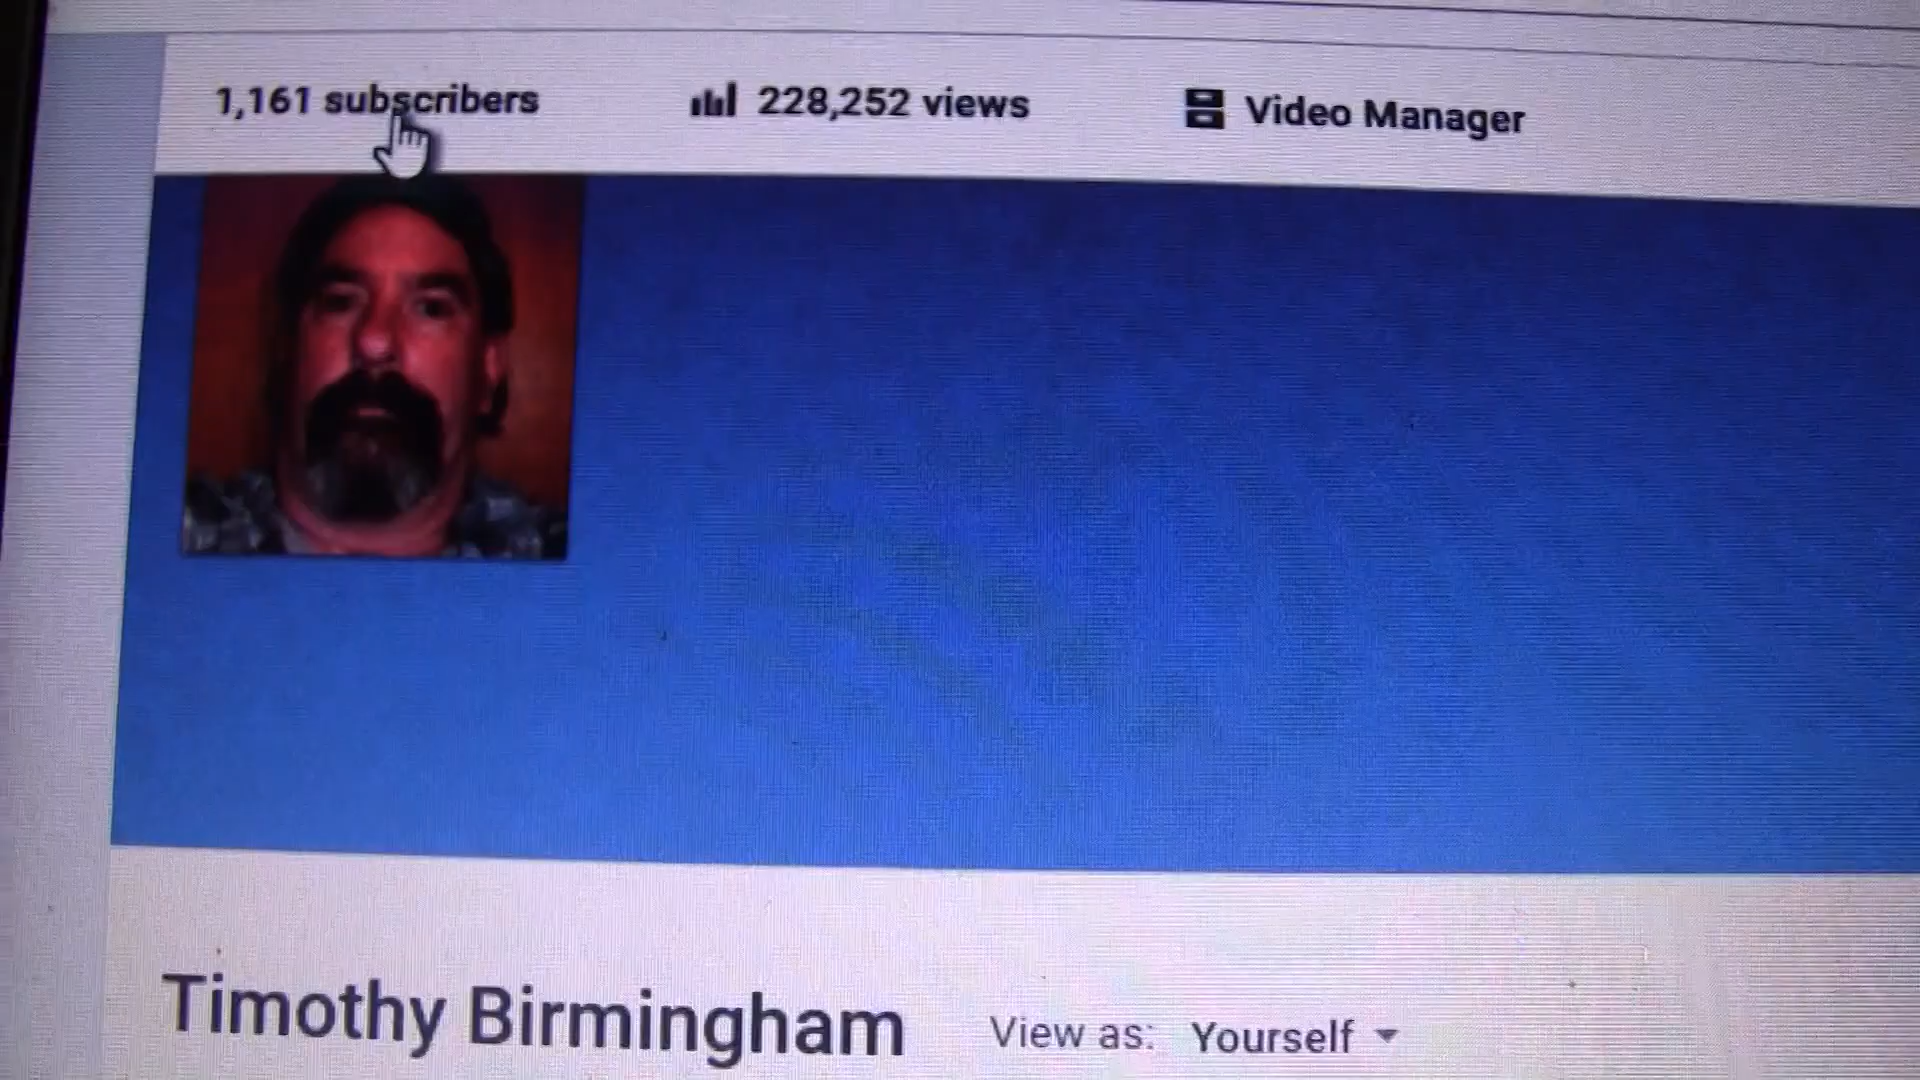 1,161 subscribers 228,252 views Video Manager
Timothy Birmingham View as: Yourself